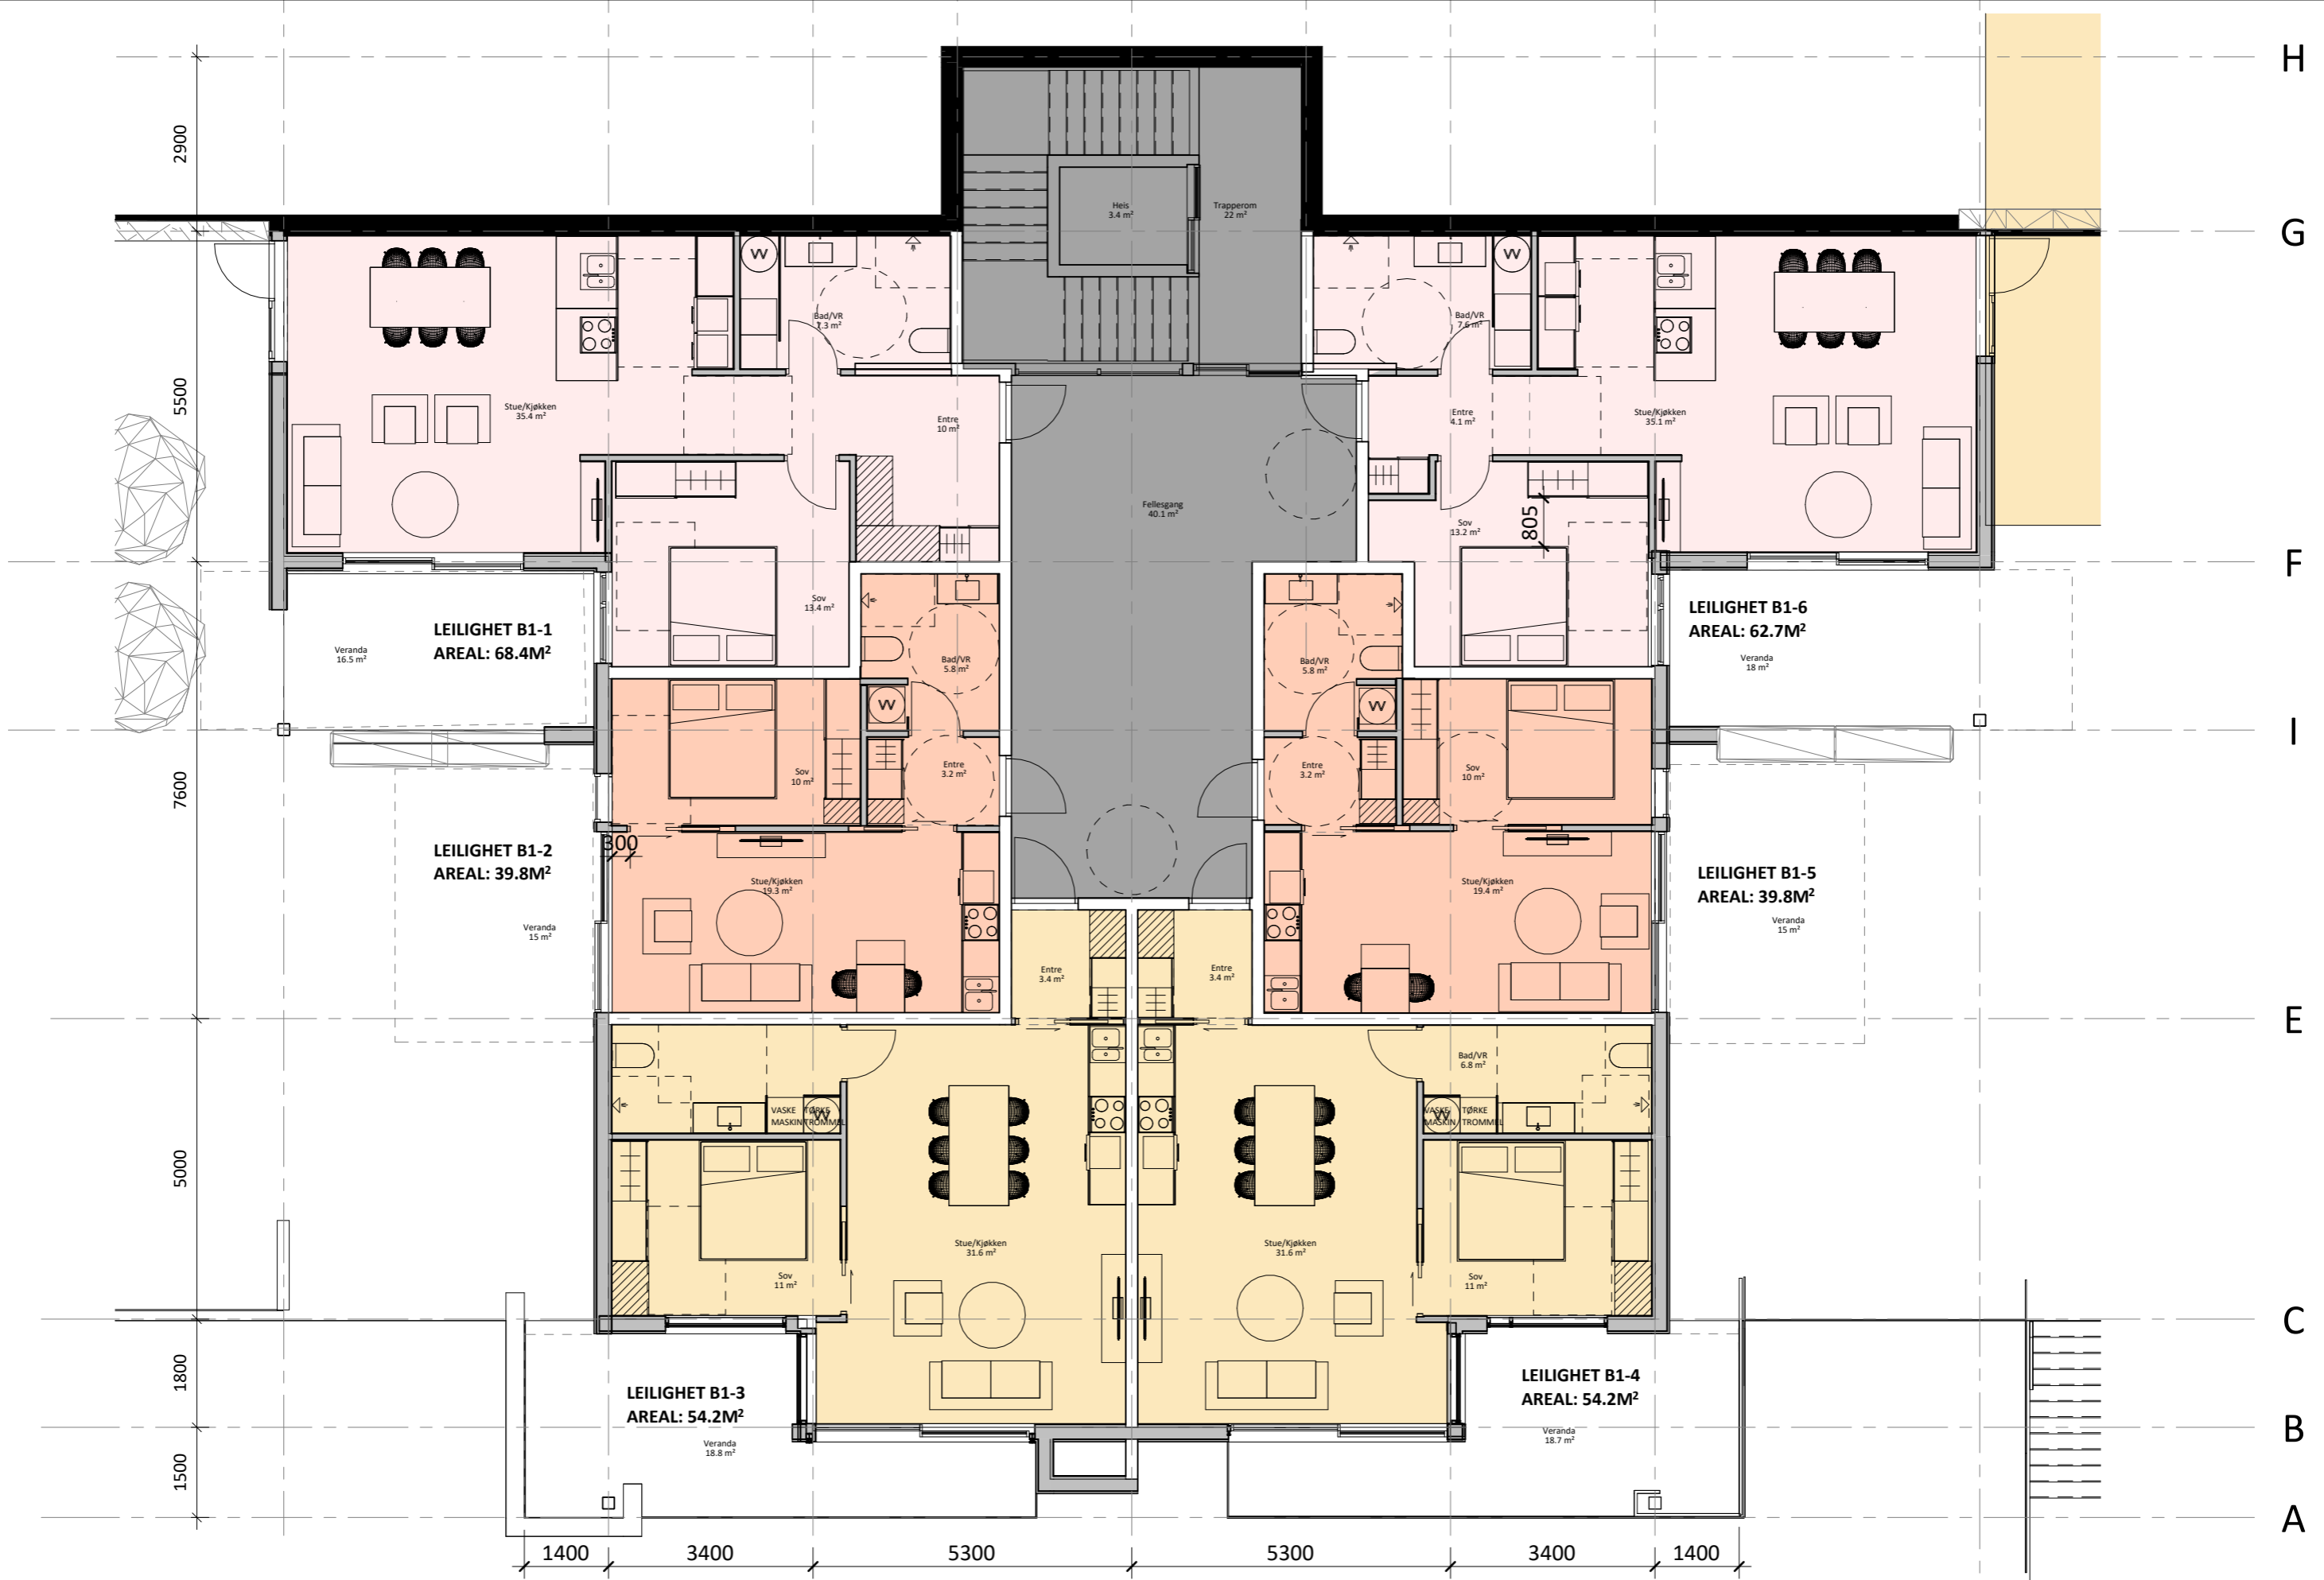 H
2900
Heis
3.4 m²
Trapperom
22 m²
G
W
W
Bad/VR
7.3 m²
Bad/VR
7.6 m²
5500
Stue/Kjøkken
35.4 m²
Entre
10 m²
Entre
4.1 m²
Stue/Kjøkken
35.1 m²
Fellesgang
40.1 m²
Sov
13.2 m²
805
F
Sov
13.4 m²
LEILIGHET B1-1
AREAL: 68.4M²
Veranda
16.5 m²
LEILIGHET B1-6
AREAL: 62.7M²
Veranda
18 m²
Bad/VR
5.8 m²
Bad/VR
5.8 m²
W
W
I
7600
Sov
10 m²
Entre
3.2 m²
Entre
3.2 m²
Sov
10 m²
300
LEILIGHET B1-2
AREAL: 39.8M²
Veranda
15 m²
Stue/Kjøkken
19.3 m²
Stue/Kjøkken
19.4 m²
LEILIGHET B1-5
AREAL: 39.8M²
Veranda
15 m²
Entre
3.4 m²
Entre
3.4 m²
E
Bad/VR
6.8 m²
VASKE TØRKE
MASKIN TROMMEL
W
VASKE TØRKE
MASKIN TROMMEL
W
5000
Stue/Kjøkken
31.6 m²
Stue/Kjøkken
31.6 m²
Sov
11 m²
Sov
11 m²
C
1800
LEILIGHET B1-3
AREAL: 54.2M²
Veranda
18.8 m²
LEILIGHET B1-4
AREAL: 54.2M²
Veranda
18.7 m²
B
1500
A
1400 3400 5300 5300 3400 1400